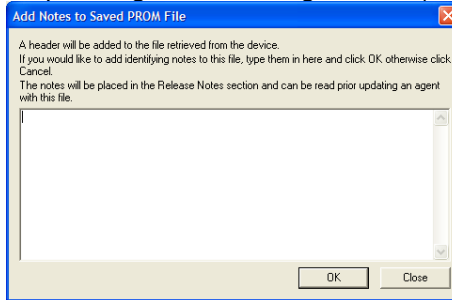 Add Notes to Saved PROM File
A header will be added to the file retrieved from the device.
If you would like to add identifying notes to this file, type them in here and click OK otherwise click
Cancel.
The notes will be placed in the Release Notes section and can be read prior updating an agent
with this file.
OK Close